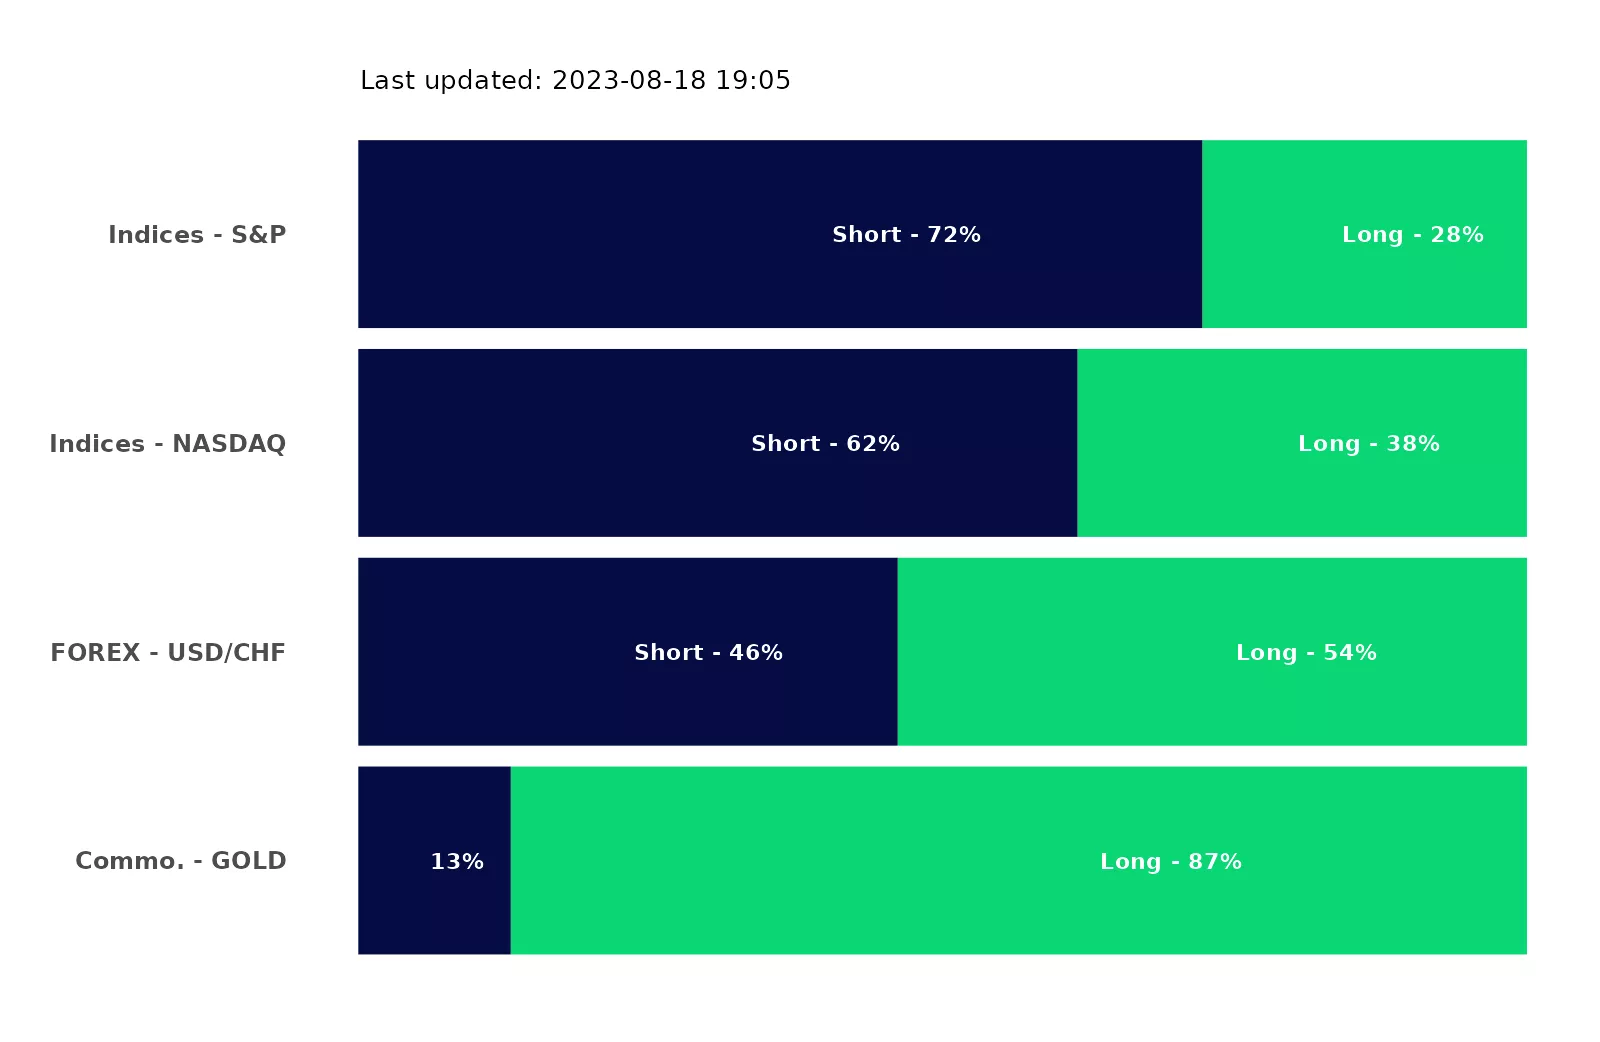 Last updated: 2023-08-18 19:05
Indices - S&P Short - 72% Long - 28%
Indices - NASDAQ Short - 62% Long - 38%
FOREX - USD/CHF Short - 46% Long - 54%
Commo. - GOLD 13% Long - 87%